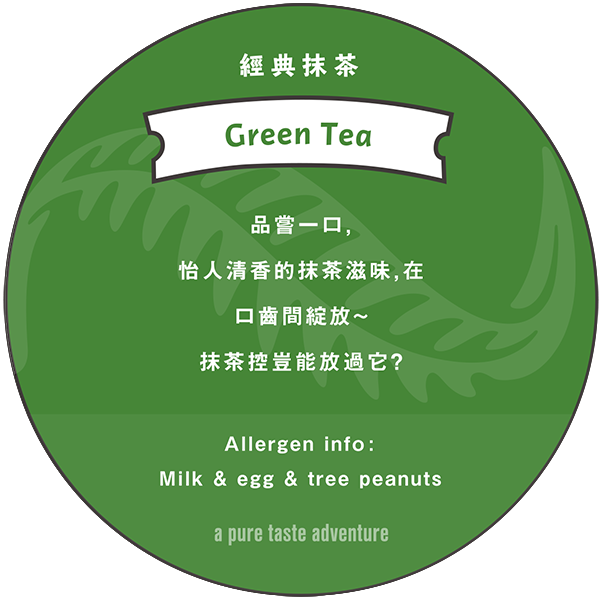 經典抹茶
Green Tea
品嘗一口,
怡人清香的抹茶滋味,在
口齒間綻放~
抹茶控豈能放過它?
Allergen info:
Milk & egg & tree peanuts
a pure taste adventure